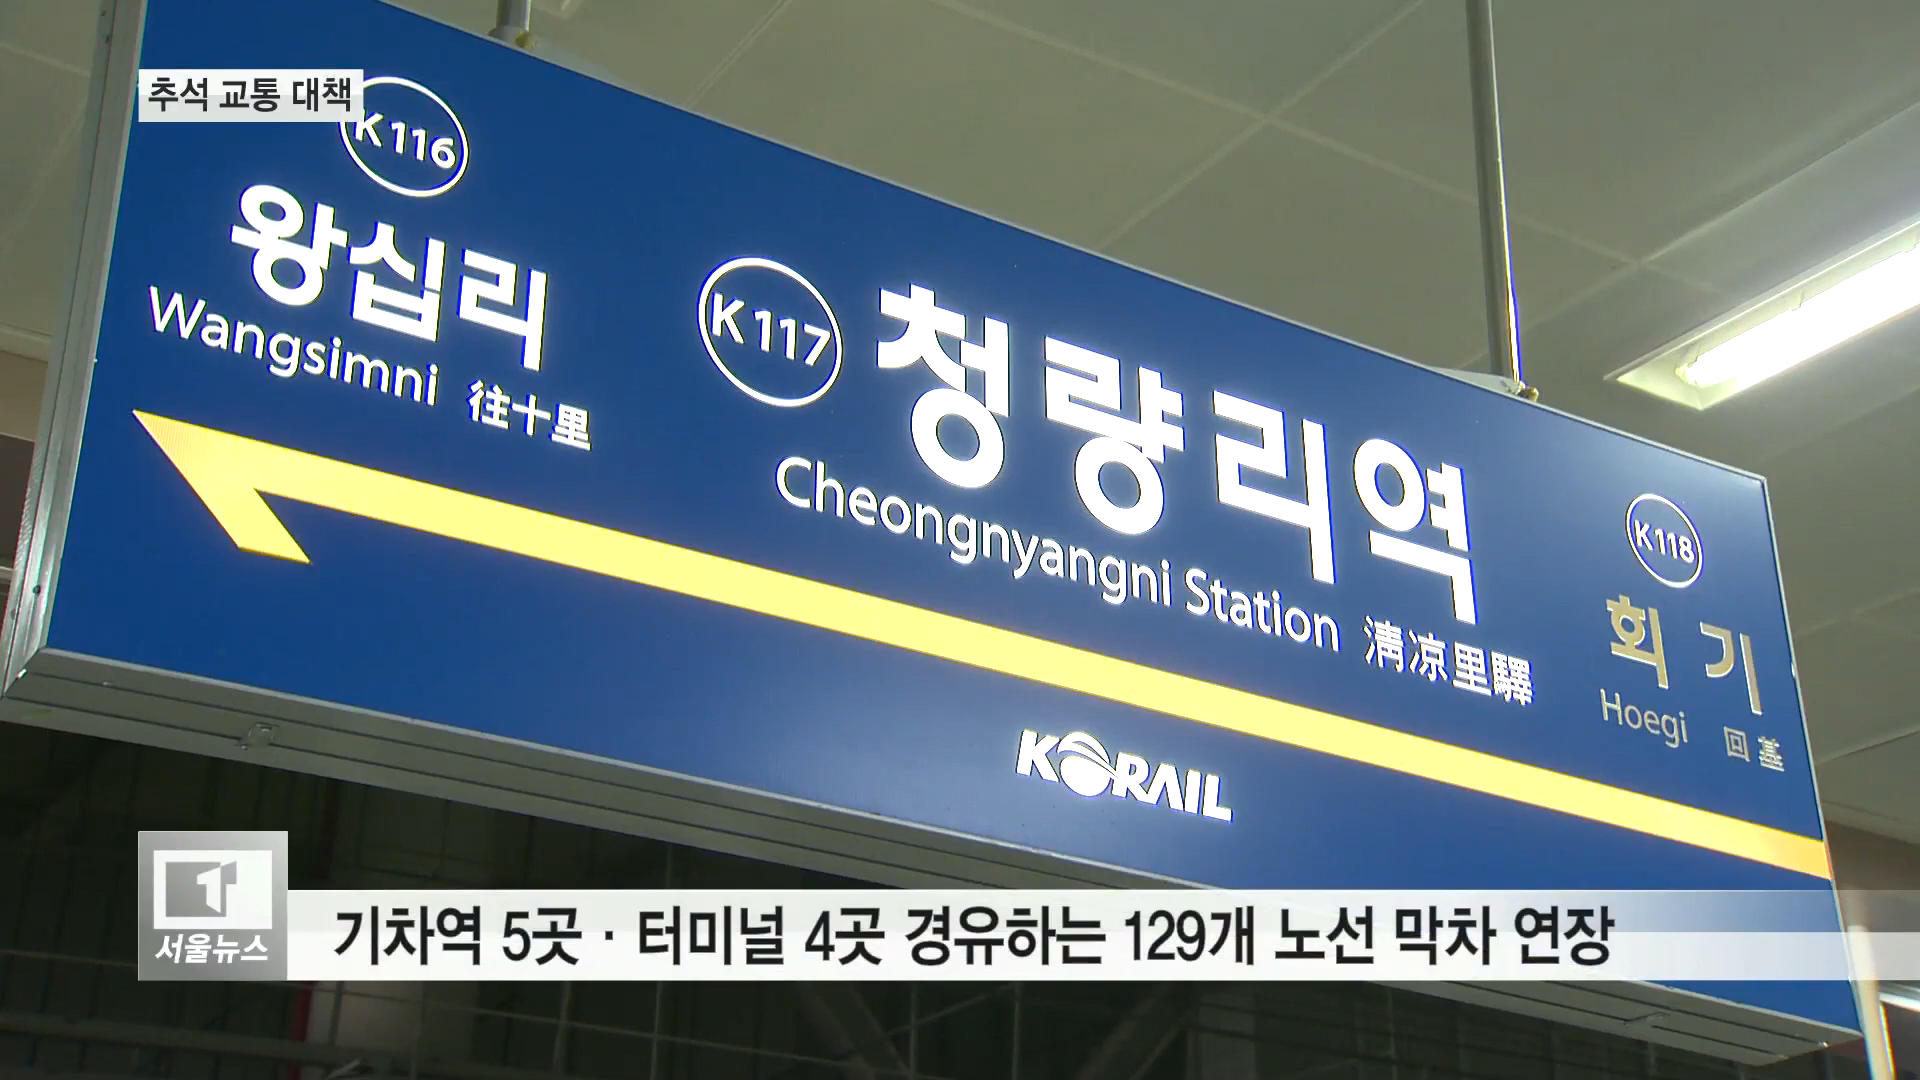 추석 교통 대책
K116
왕십리
Wangsimni 往十里
K117
청량리역
Cheongnyangni Station 淸凉里驛
K118
회기
Hoegi 回基
KORAIL
서울뉴스
기차역 5곳·터미널 4곳 경유하는 129개 노선 막차 연장